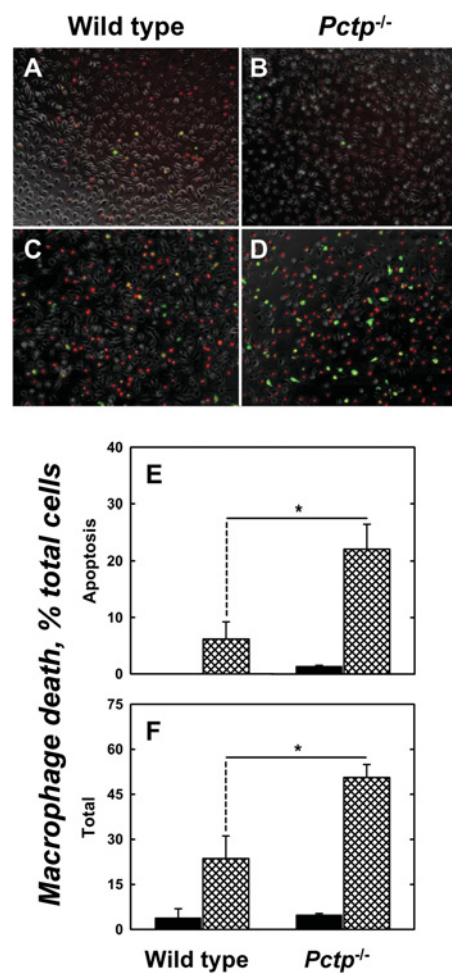 Wild type Pctp-/-
A B
C D
Macrophage death, % total cells
Apoptosis
40
30
20
10
0
E
*
Total
75
60
45
30
15
0
F
*
Wild type Pctp-/-